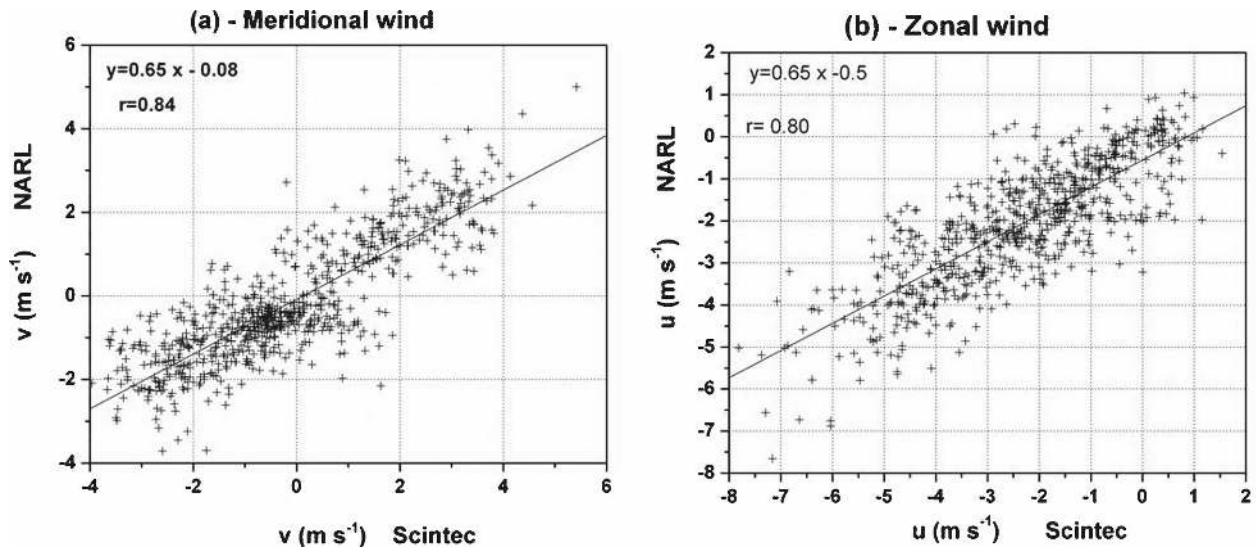 (a) - Meridional wind
y=0.65 x - 0.08
r=0.84
6
4
2
0
-2
-4
v (m s⁻¹) NARL
-4 -2 0 2 4 6
v (m s⁻¹) Scintec
(b) - Zonal wind
y=0.65 x -0.5
r= 0.80
2
1
0
-1
-2
-3
-4
-5
-6
-7
-8
u (m s⁻¹) NARL
-8 -7 -6 -5 -4 -3 -2 -1 0 1 2
u (m s⁻¹) Scintec